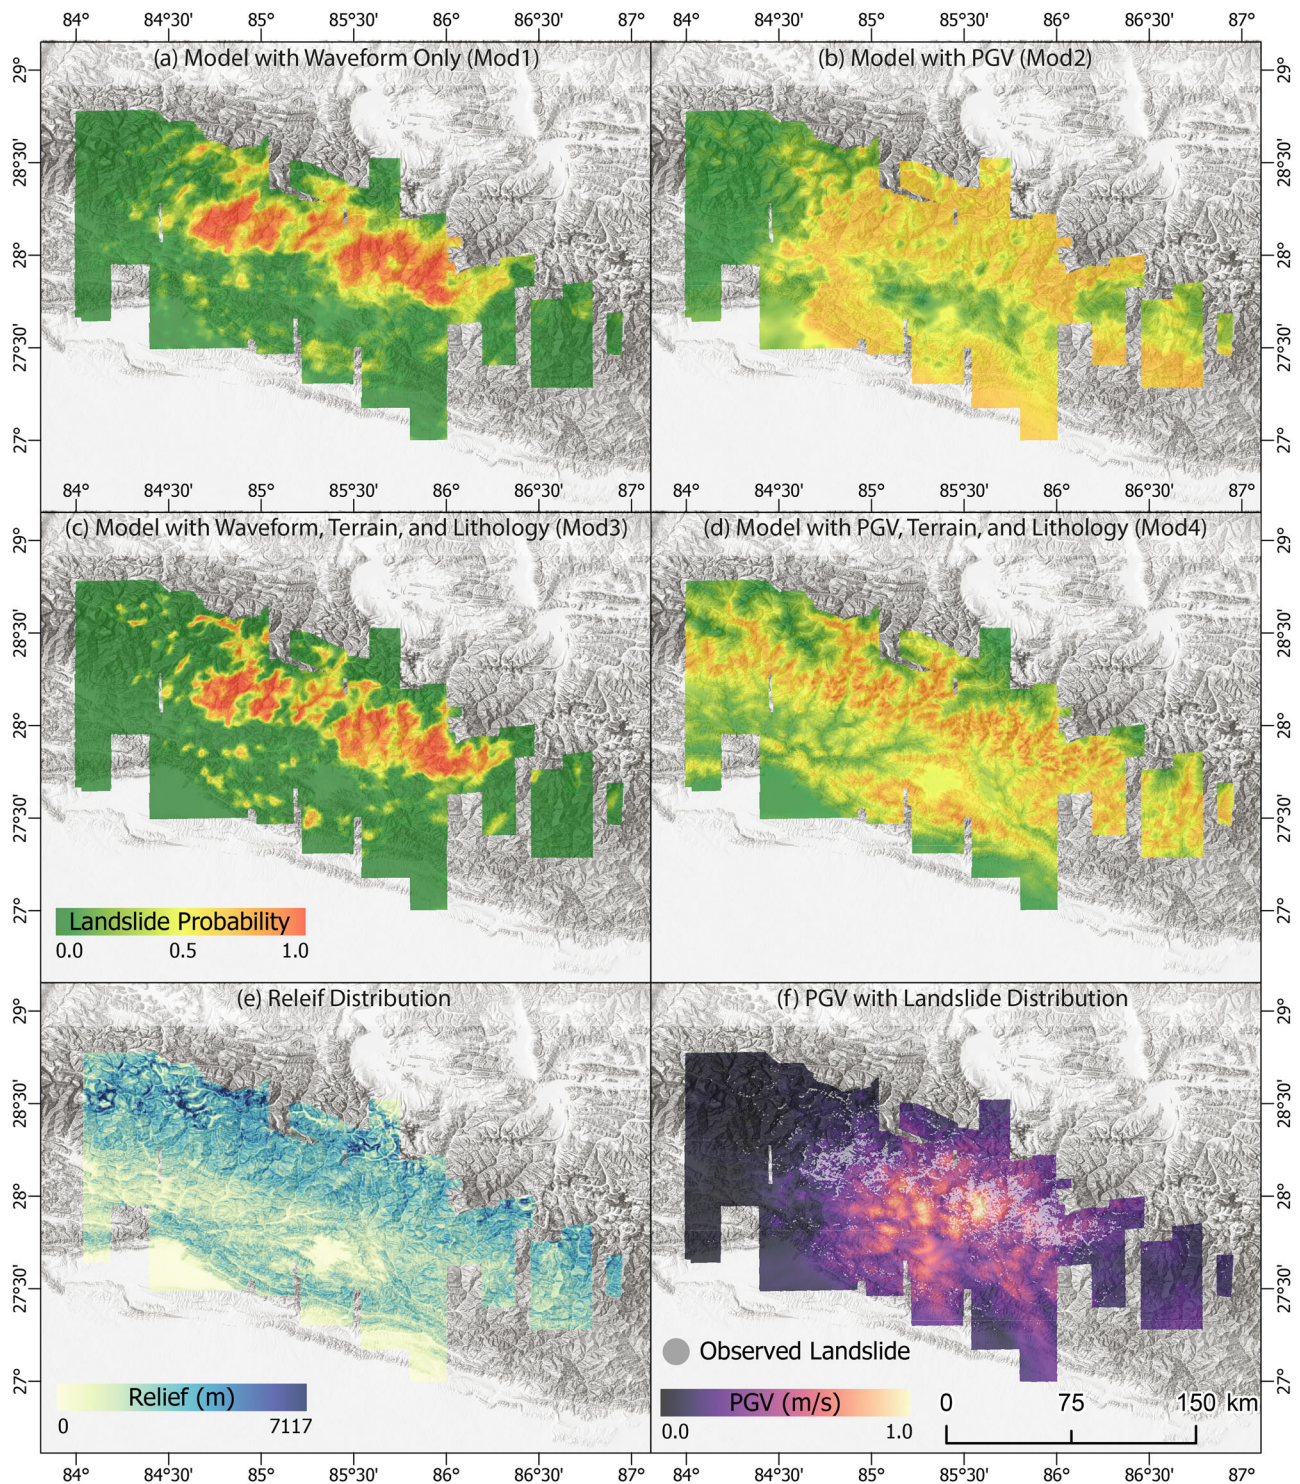 84° 84°30' 85° 85°30' 86° 86°30' 87° 84° 84°30' 85° 85°30' 86° 86°30' 87°
(a) Model with Waveform Only (Mod1)
(b) Model with PGV (Mod2)
29° 29°
28°30' 28°30'
28° 28°
27°30' 27°30'
27° 27°
84° 84°30' 85° 85°30' 86° 86°30' 87° 84° 84°30' 85° 85°30' 86° 86°30' 87°
(c) Model with Waveform, Terrain, and Lithology (Mod3)
(d) Model with PGV, Terrain, and Lithology (Mod4)
29° 29°
28°30' 28°30'
28° 28°
27°30' 27°30'
27° 27°
Landslide Probability
0.0 0.5 1.0
(e) Releif Distribution
(f) PGV with Landslide Distribution
29° 29°
28°30' 28°30'
28° 28°
27°30' 27°30'
27° 27°
Relief (m)
0 7117
Observed Landslide
PGV (m/s)
0.0 1.0
0 75 150 km
84° 84°30' 85° 85°30' 86° 86°30' 87° 84° 84°30' 85° 85°30' 86° 86°30' 87°